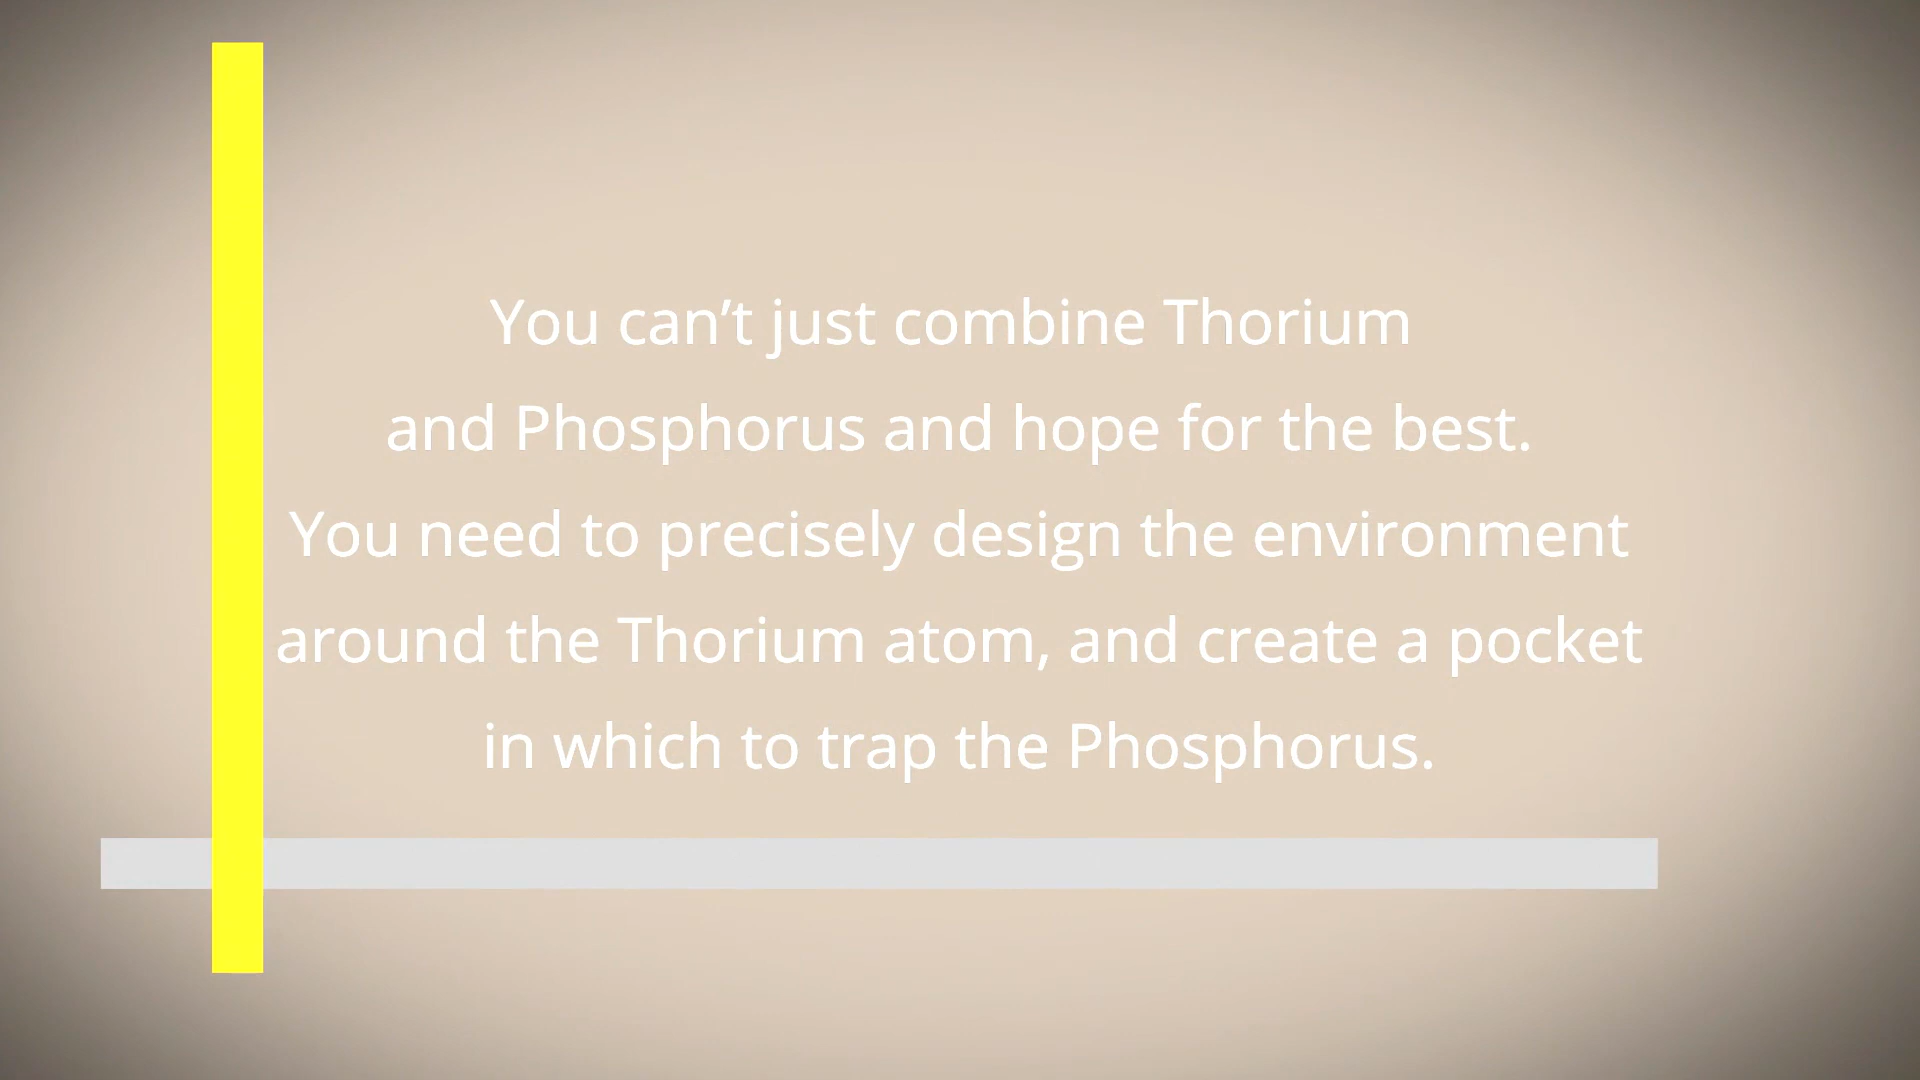 You can’t just combine Thorium
and Phosphorus and hope for the best.
You need to precisely design the environment
around the Thorium atom, and create a pocket
in which to trap the Phosphorus.